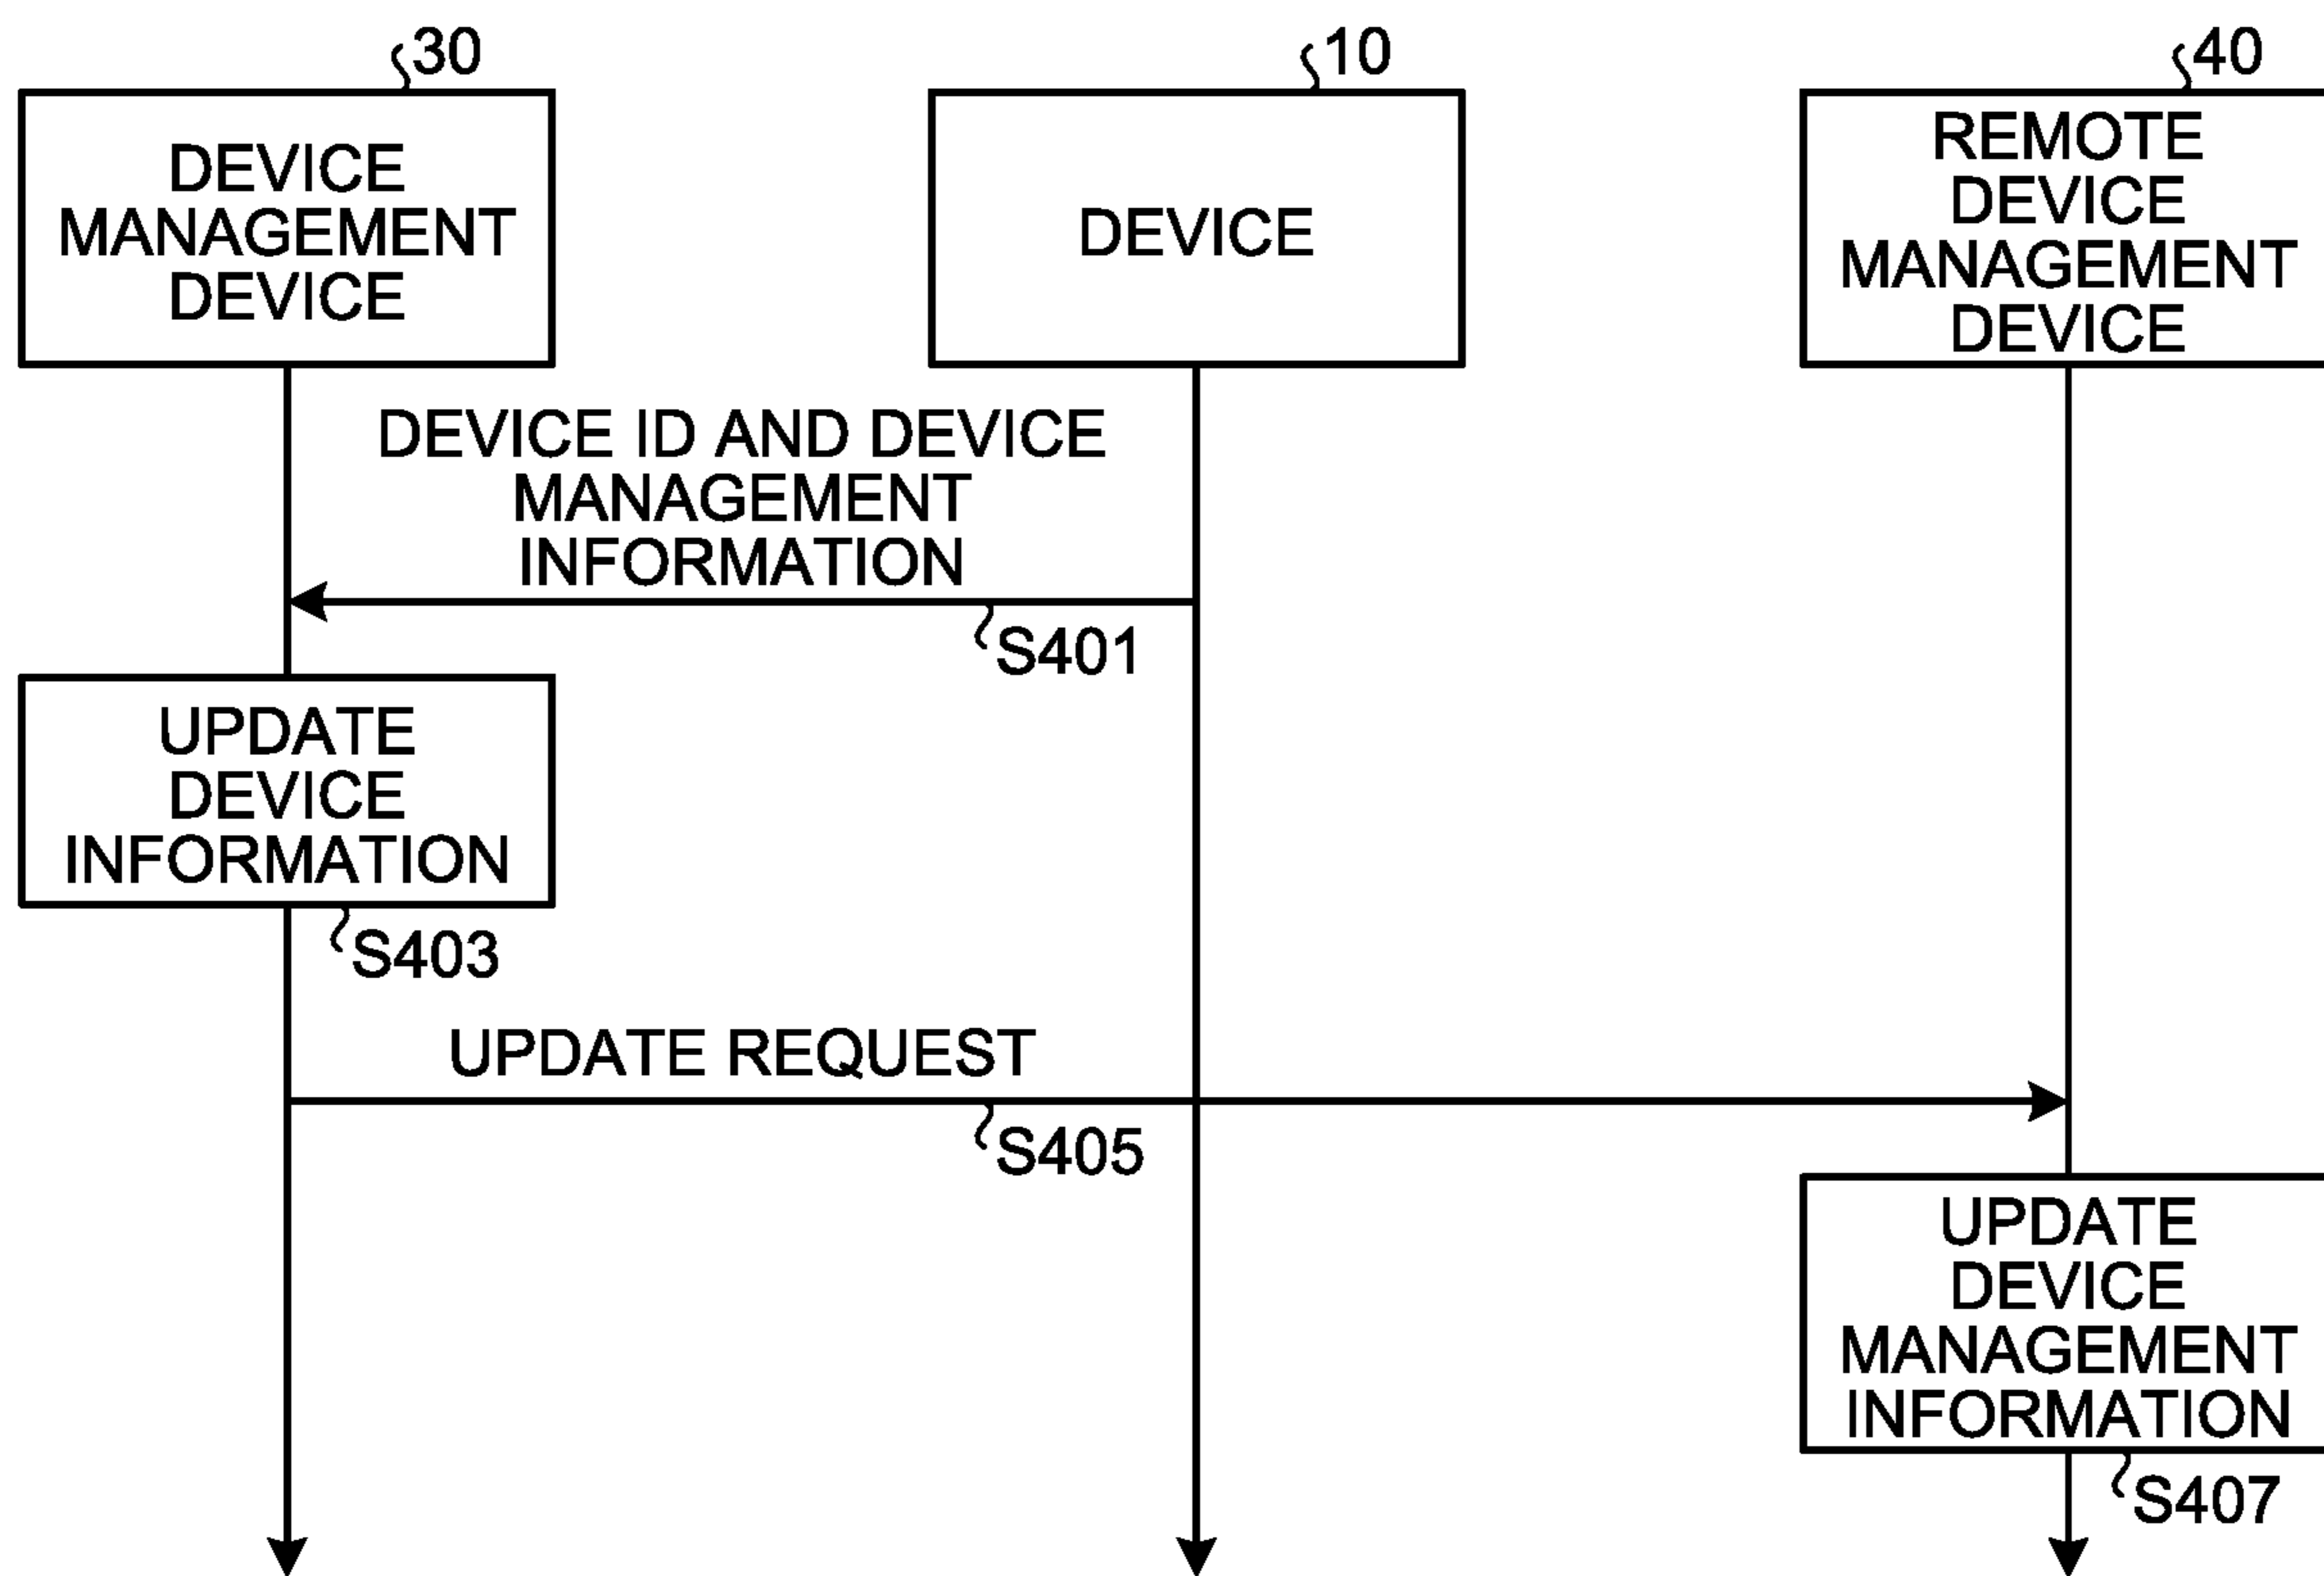 30
10
40
DEVICE
MANAGEMENT
DEVICE
DEVICE
REMOTE
DEVICE
MANAGEMENT
DEVICE
DEVICE ID AND DEVICE
MANAGEMENT
INFORMATION
S401
UPDATE
DEVICE
INFORMATION
S403
UPDATE REQUEST
S405
UPDATE
DEVICE
MANAGEMENT
INFORMATION
S407